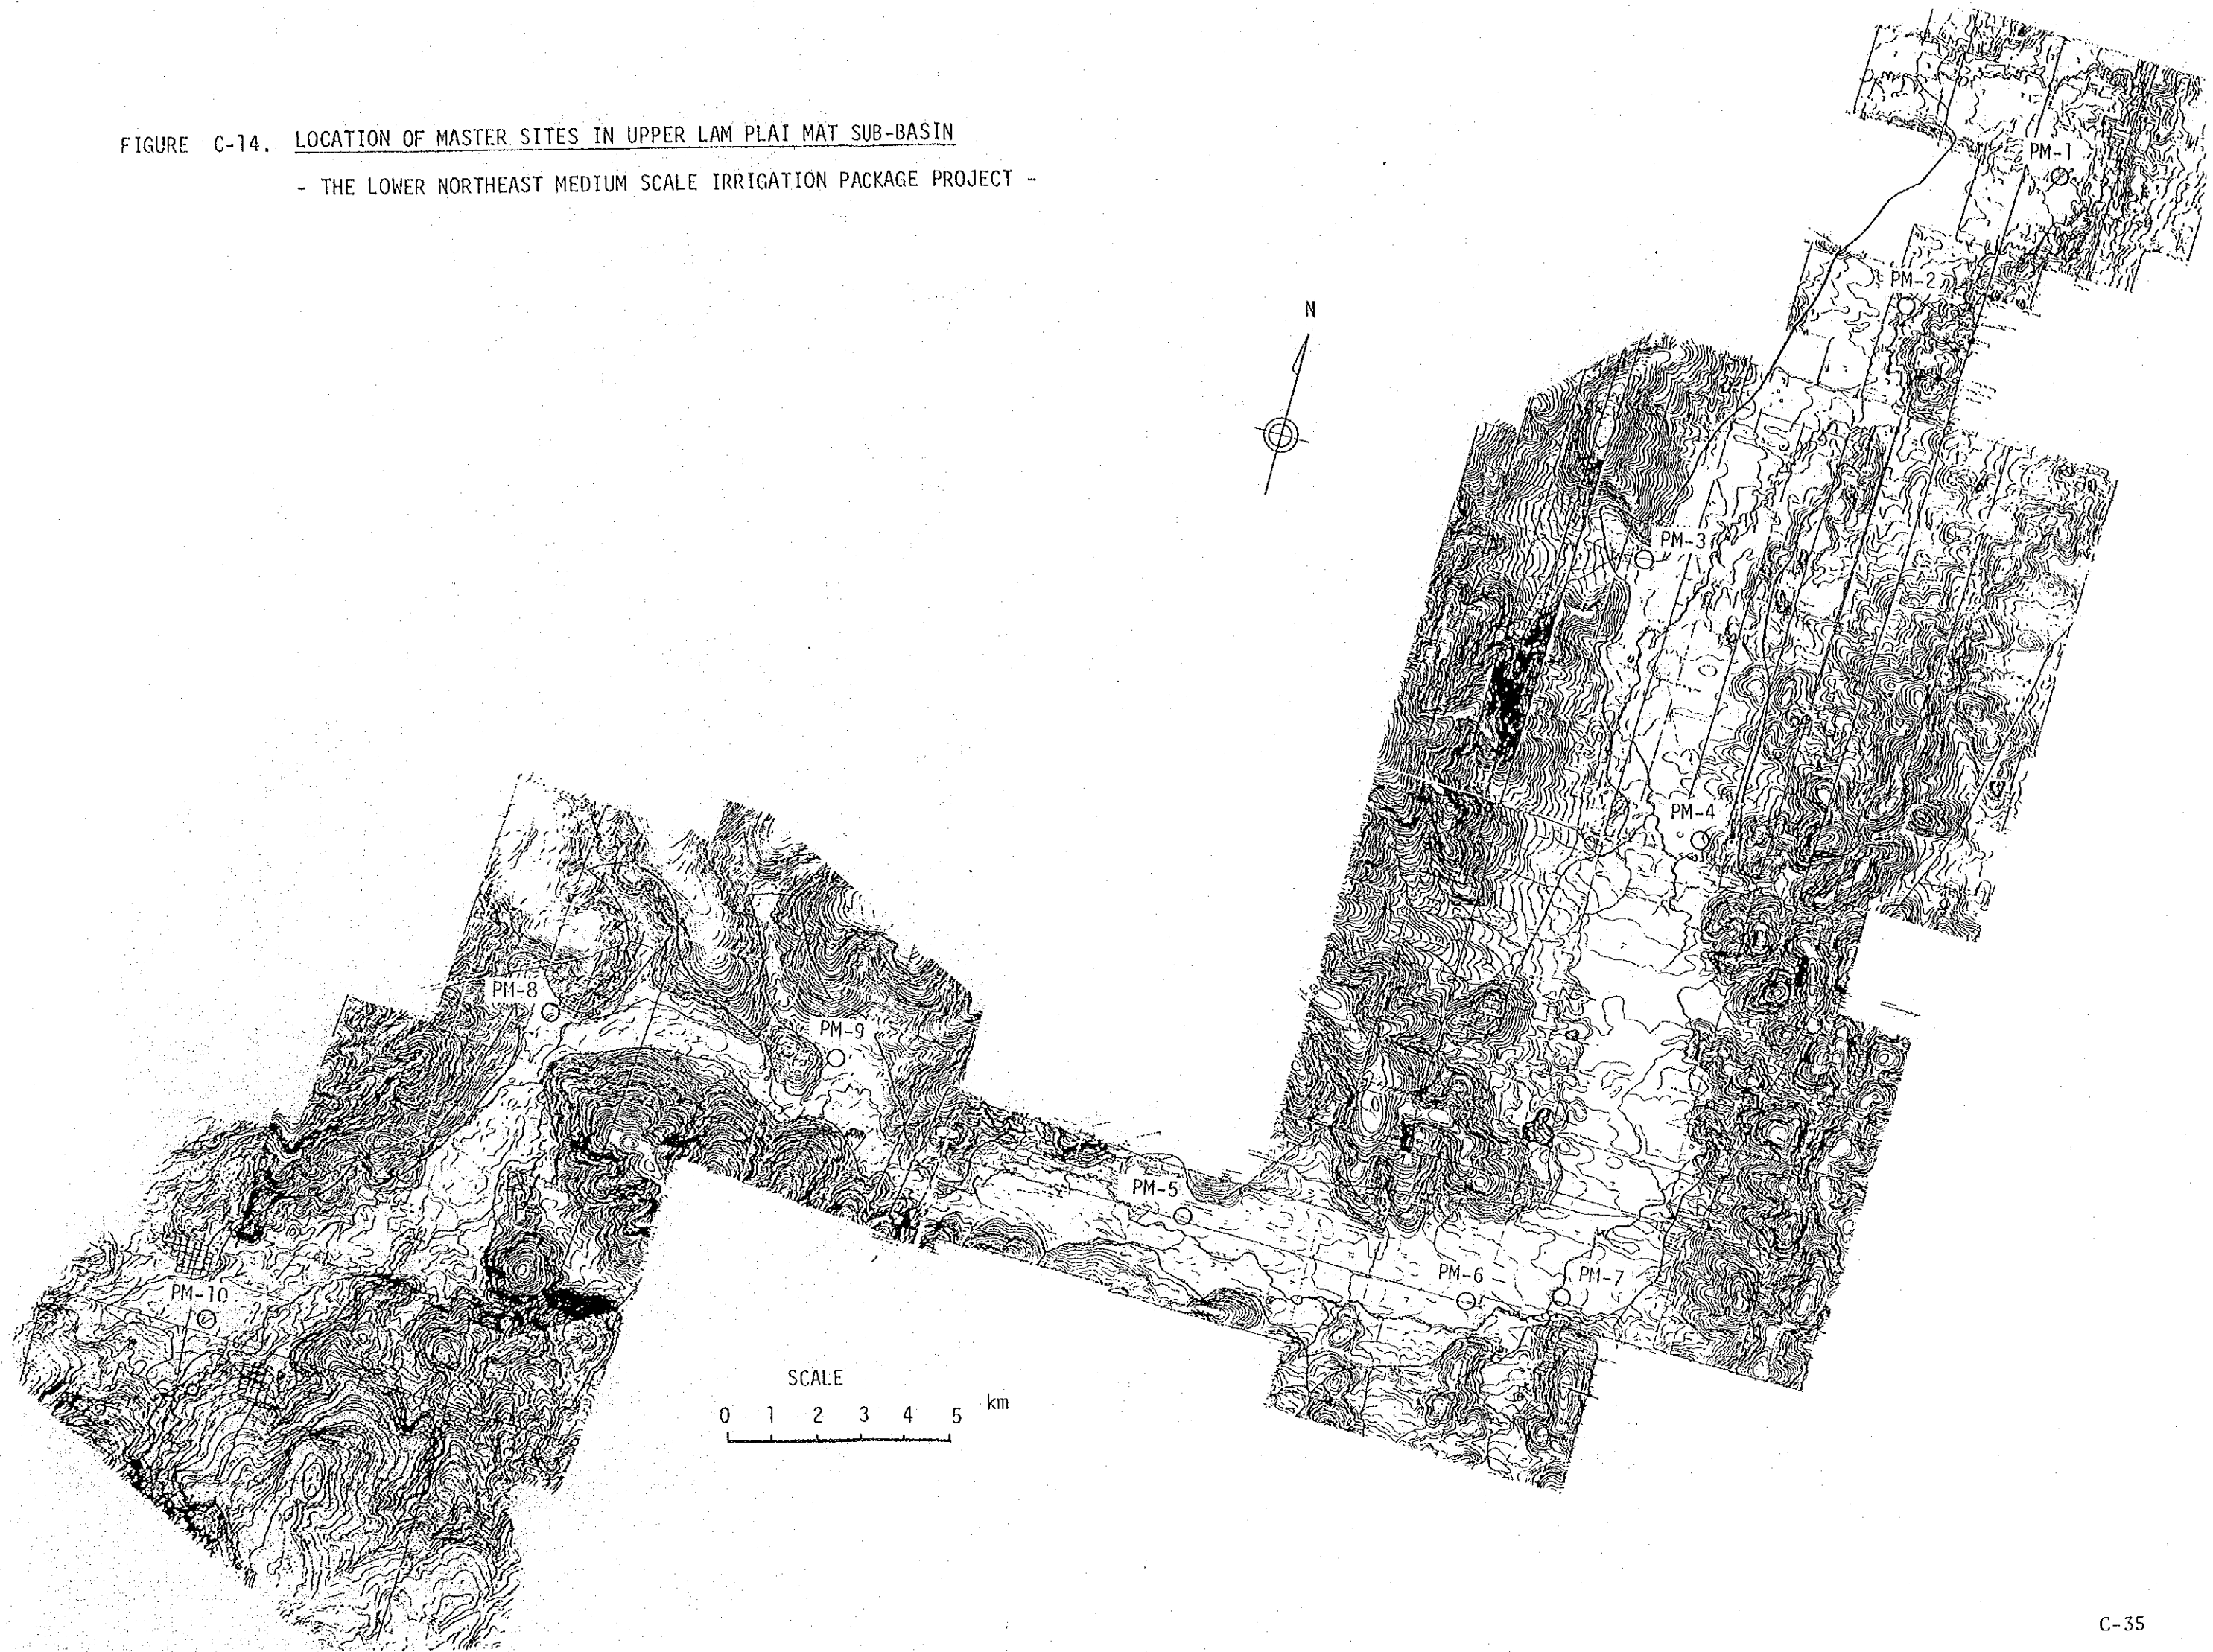 FIGURE C-14. LOCATION OF MASTER SITES IN UPPER LAM PLAI MAT SUB-BASIN
- THE LOWER NORTHEAST MEDIUM SCALE IRRIGATION PACKAGE PROJECT -
PM-1
PM-2
N
PM-3
PM-4
PM-8
PM-9
PM-5
PM-6
PM-7
PM-10
SCALE
0 1 2 3 4 5 km
C-35